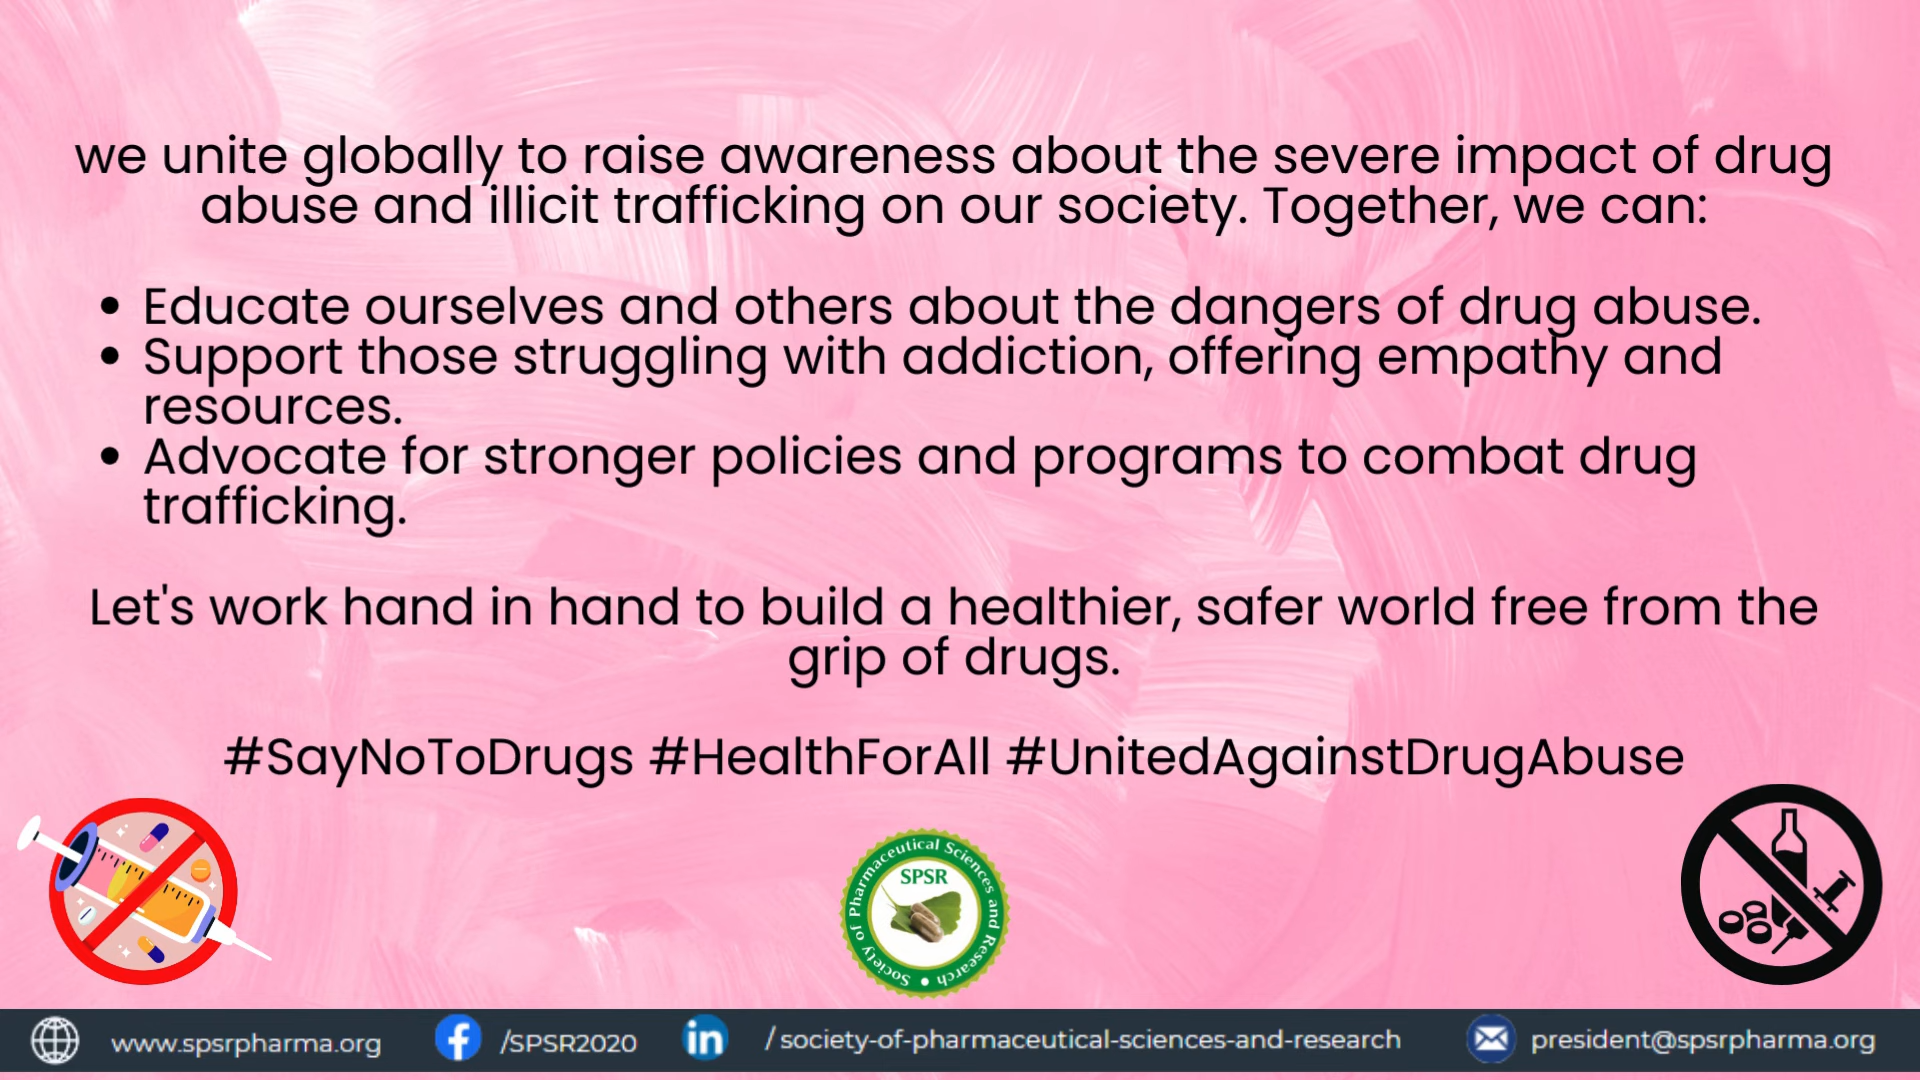 we unite globally to raise awareness about the severe impact of drug
abuse and illicit trafficking on our society. Together, we can:
• Educate ourselves and others about the dangers of drug abuse.
• Support those struggling with addiction, offering empathy and
resources.
• Advocate for stronger policies and programs to combat drug
trafficking.
Let's work hand in hand to build a healthier, safer world free from the
grip of drugs.
#SayNoToDrugs #HealthForAll #UnitedAgainstDrugAbuse
Society of Pharmaceutical Sciences and Research
SPSR
www.spsrpharma.org
/SPSR2020
/society-of-pharmaceutical-sciences-and-research
president@spsrpharma.org